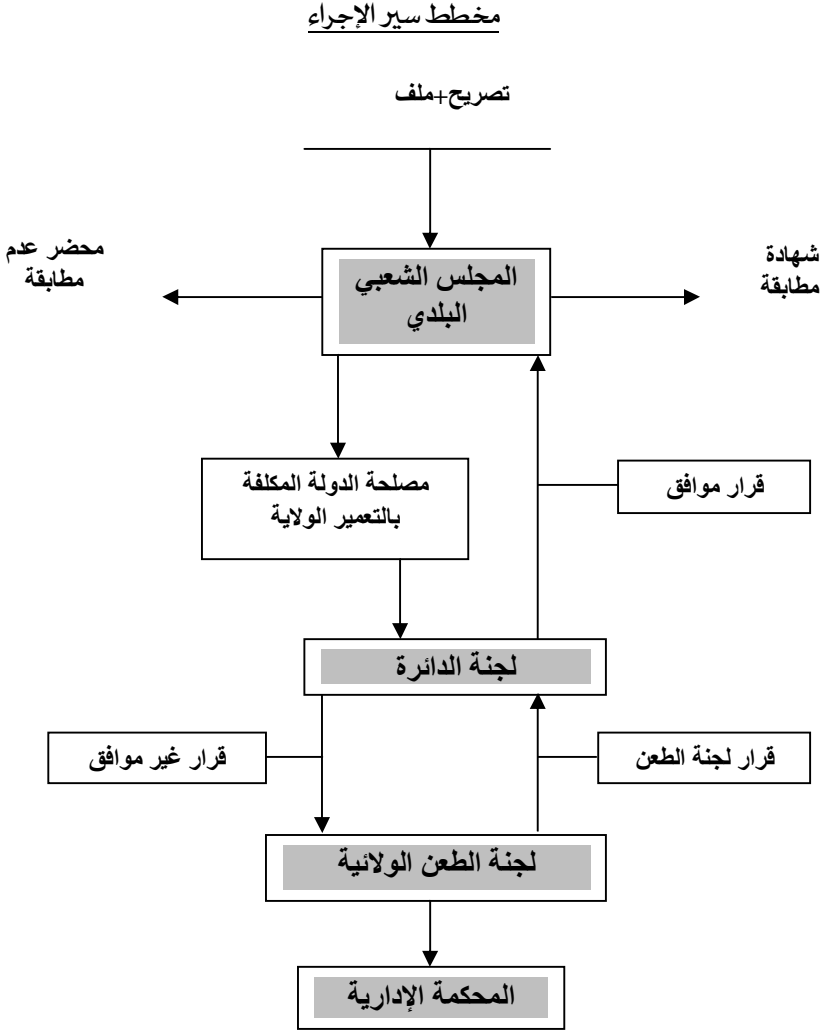 مخطط سير الإجراء
تصريح+ملف
شهادة
مطابقة
المجلس الشعبي
البلدي
محضر عدم
مطابقة
مصلحة الدولة المكلفة
بالتعمير الولاية
قرار موافق
لجنة الدائرة
قرار لجنة الطعن
قرار غير موافق
لجنة الطعن الولائية
المحكمة الإدارية